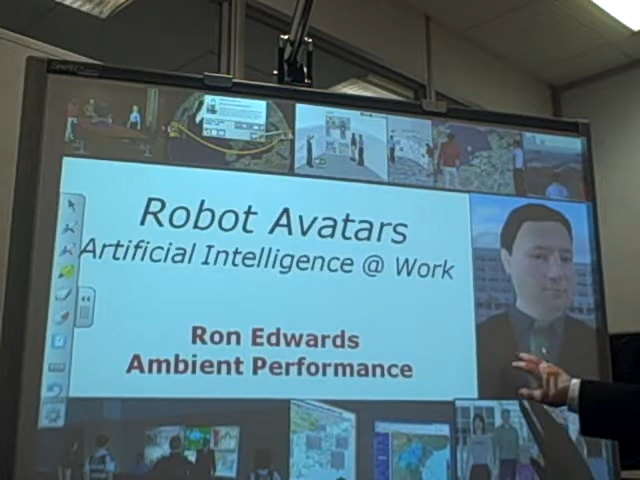 Robot Avatars
Artificial Intelligence @ Work
Ron Edwards
Ambient Performance